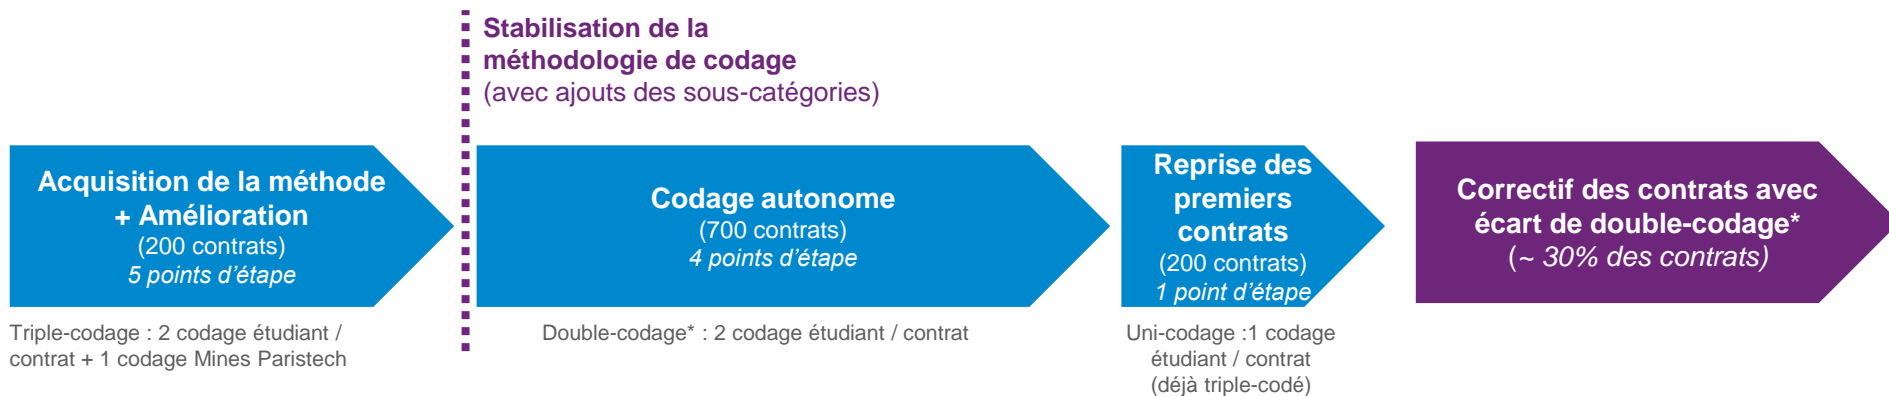 Stabilisation de la
méthodologie de codage
(avec ajouts des sous-catégories)
Acquisition de la méthode
+ Amélioration
(200 contrats)
5 points d'étape
Triple-codage : 2 codage étudiant /
contrat + 1 codage Mines Paristech
Codage autonome
(700 contrats)
4 points d'étape
Double-codage* : 2 codage étudiant / contrat
Reprise des
premiers
contrats
(200 contrats)
1 point d'étape
Uni-codage :1 codage
étudiant / contrat
(déjà triple-codé)
Correctif des contrats avec
écart de double-codage*
(~ 30% des contrats)